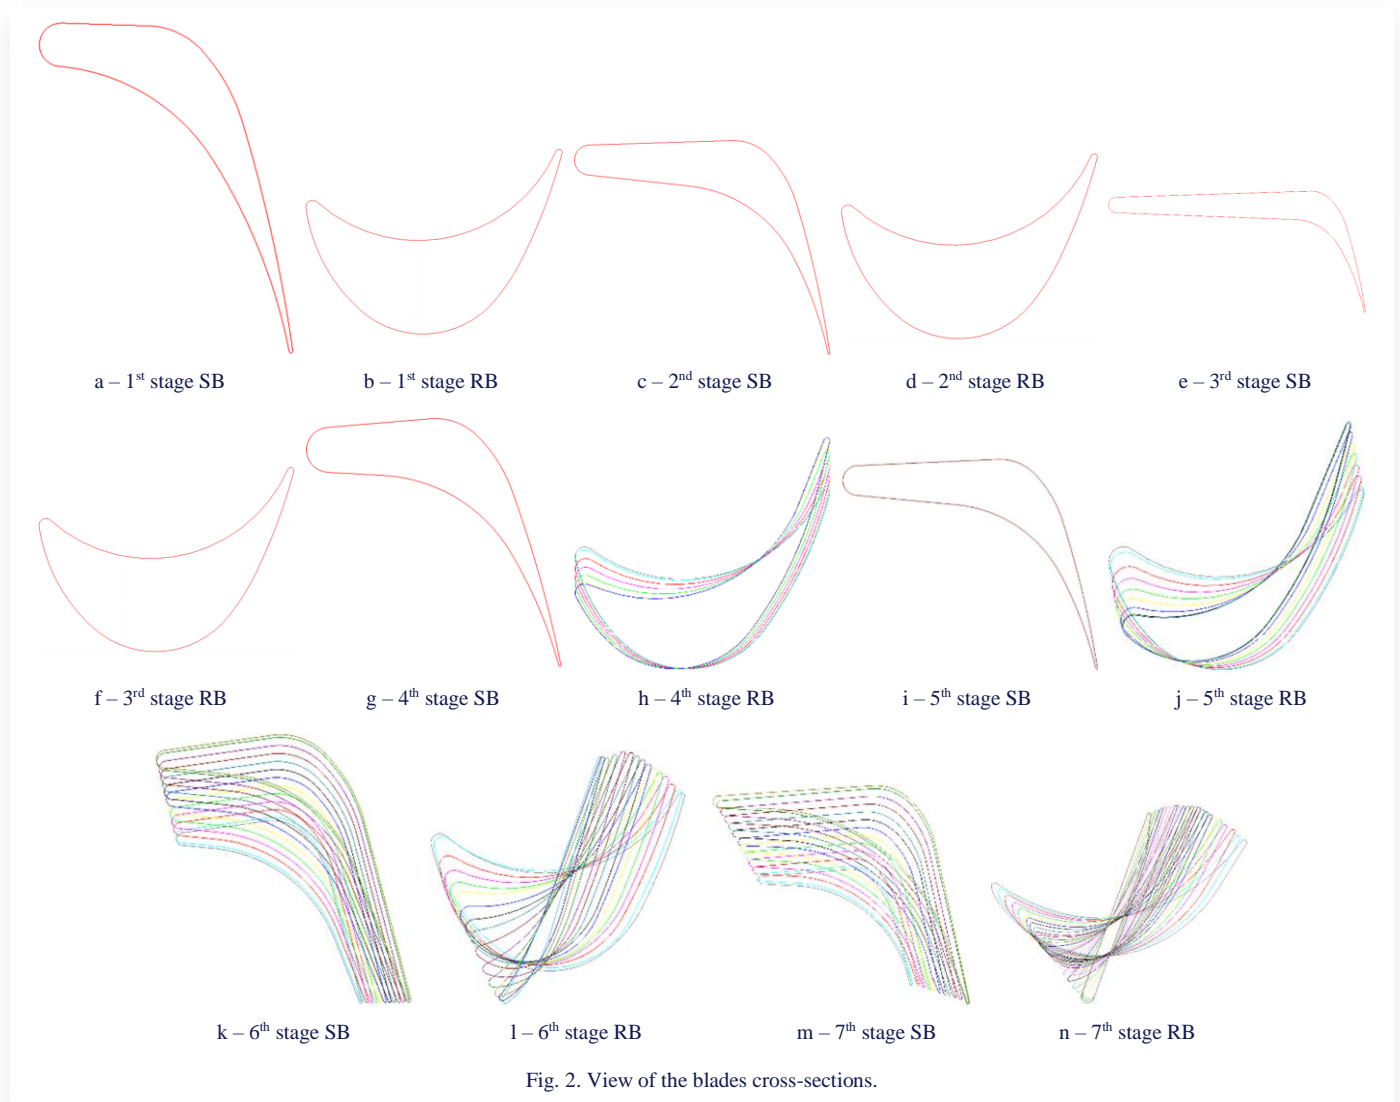 a – 1st stage SB
b – 1st stage RB
c – 2nd stage SB
d – 2nd stage RB
e – 3rd stage SB
f – 3rd stage RB
g – 4th stage SB
h – 4th stage RB
i – 5th stage SB
j – 5th stage RB
k – 6th stage SB
l – 6th stage RB
m – 7th stage SB
n – 7th stage RB
Fig. 2. View of the blades cross-sections.